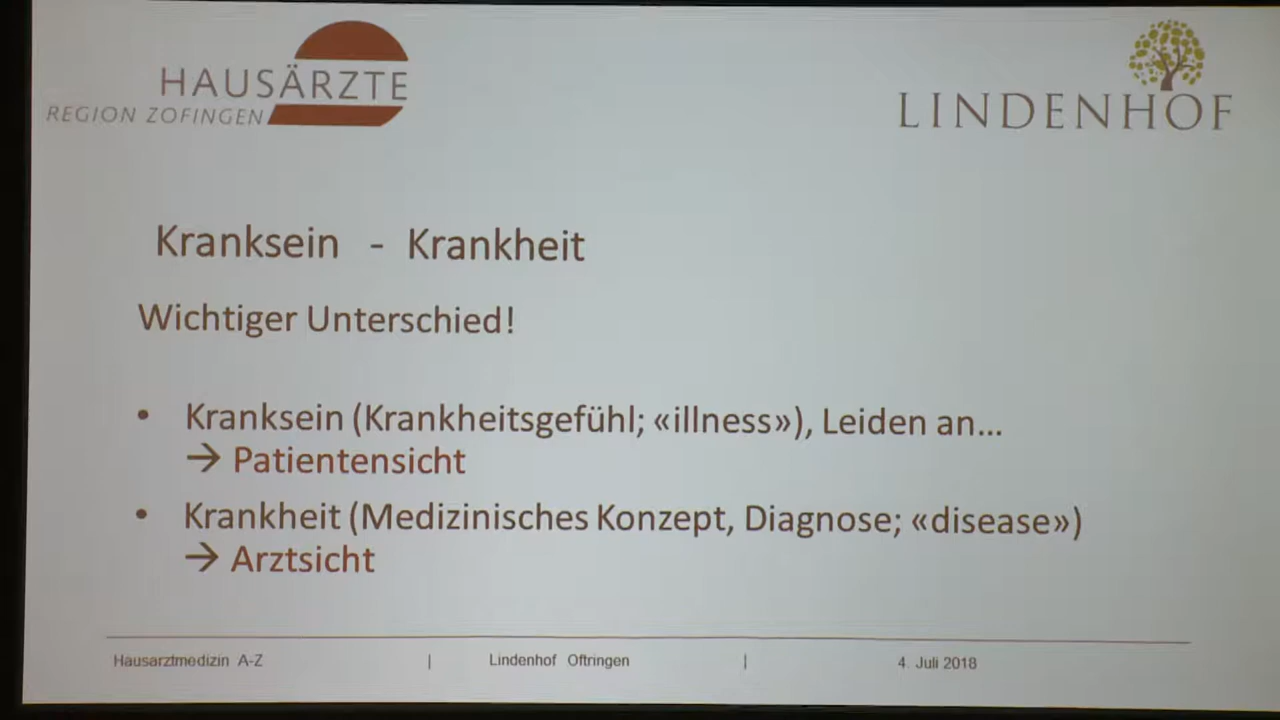 HAUSÄRZTE
REGION ZOFINGEN
LINDENHOF
Kranksein - Krankheit
Wichtiger Unterschied!
• Kranksein (Krankheitsgefühl; «illness»), Leiden an...
→ Patientensicht
• Krankheit (Medizinisches Konzept, Diagnose; «disease»)
→ Arztsicht
Hausarztmedizin A-Z | Lindenhof Oftringen | 4. Juli 2018